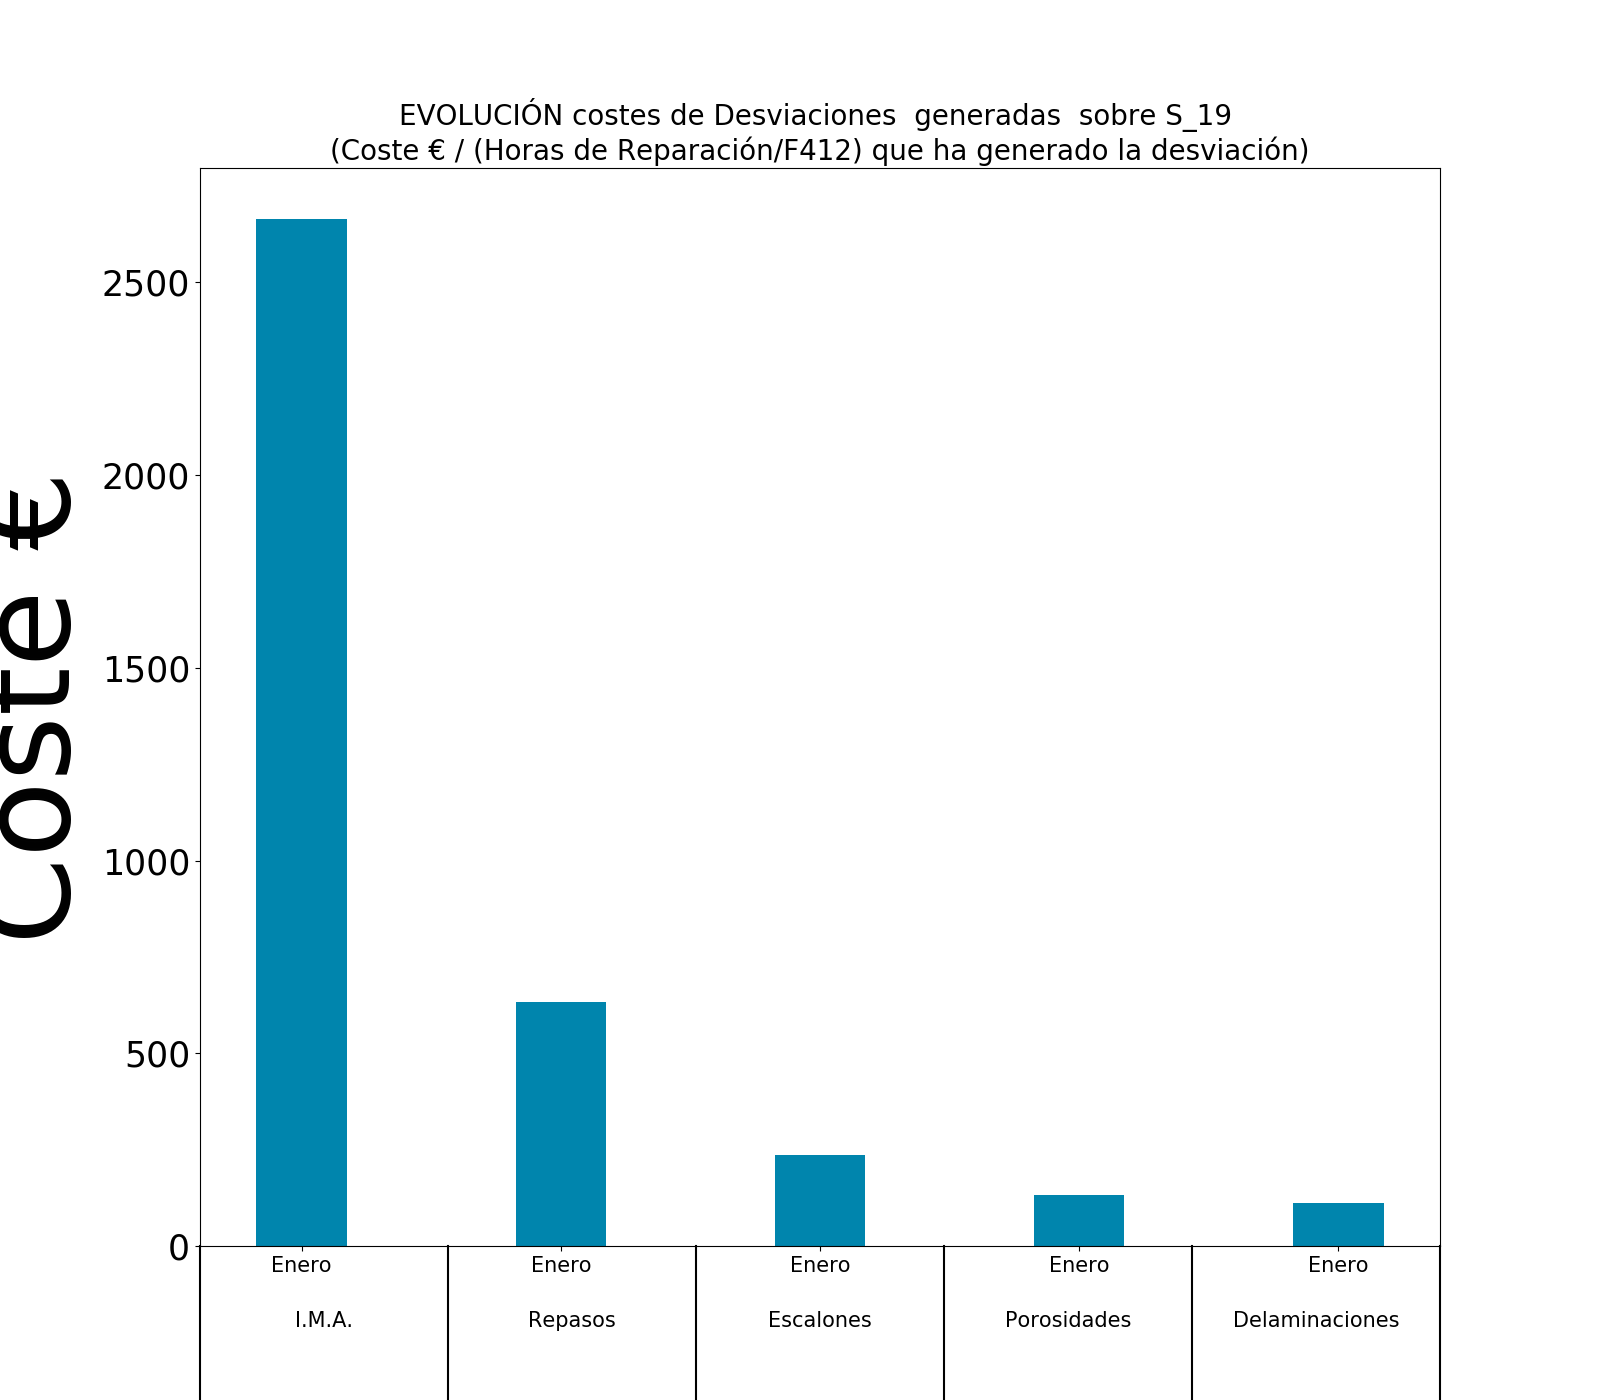 EVOLUCIÓN costes de Desviaciones  generadas  sobre S_19
(Coste € / (Horas de Reparación/F412) que ha generado la desviación)
Coste €
2500
2000
1500
1000
500
0
Enero Enero Enero Enero Enero
I.M.A. Repasos Escalones Porosidades Delaminaciones